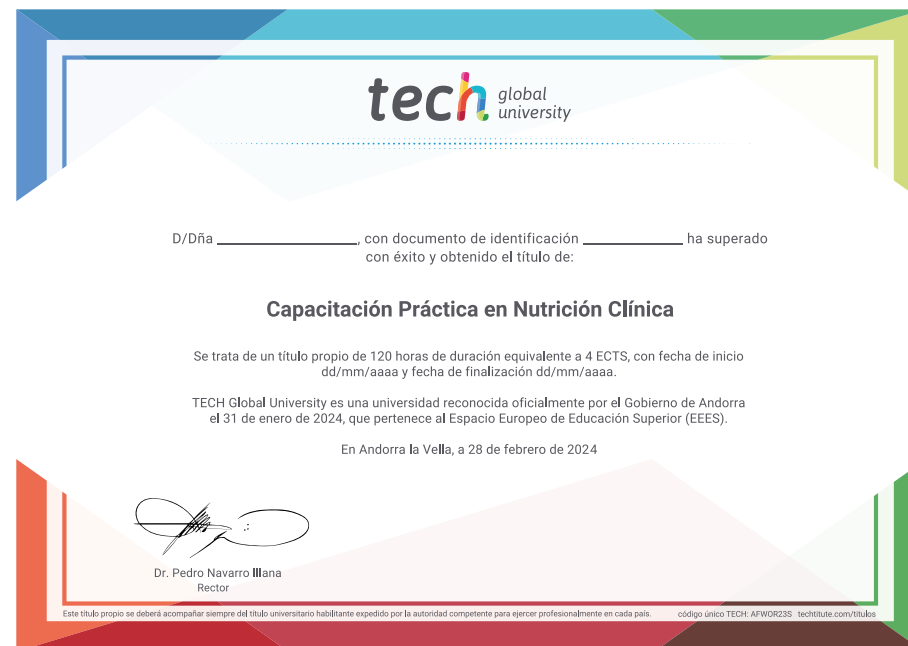 tech global university
D/Dña ____________, con documento de identificación ____________ ha superado
con éxito y obtenido el título de:
Capacitación Práctica en Nutrición Clínica
Se trata de un título propio de 120 horas de duración equivalente a 4 ECTS, con fecha de inicio
dd/mm/aaaa y fecha de finalización dd/mm/aaaa.
TECH Global University es una universidad reconocida oficialmente por el Gobierno de Andorra
el 31 de enero de 2024, que pertenece al Espacio Europeo de Educación Superior (EEES).
En Andorra la Vella, a 28 de febrero de 2024
Dr. Pedro Navarro Illana
Rector
Este título propio se deberá acompañar siempre del título universitario habilitante expedido por la autoridad competente para ejercer profesionalmente en cada país. código único TECH: AFWOR23S techtitute.com/titulos